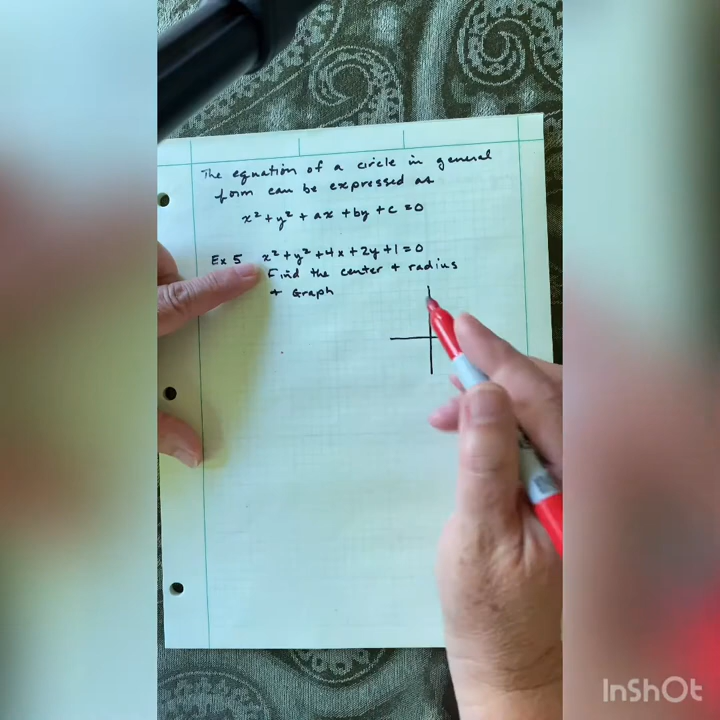 The equation of a circle in general
form can be expressed as
x² + y² + ax + by + c = 0
Ex 5 x² + y² + 4x + 2y + 1 = 0
Find the center + radius
+ Graph
InShOt